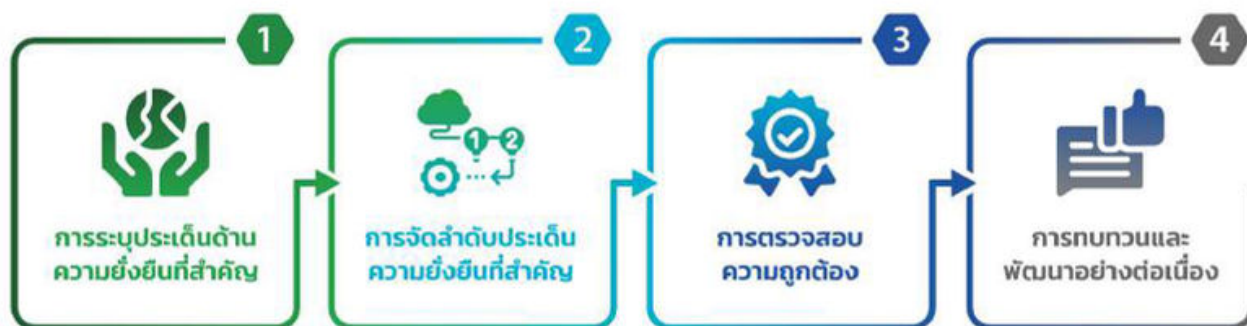 1
การระบุประเด็นด้าน
ความยั่งยืนที่สำคัญ
2
1 2
การจัดลำดับประเด็น
ความยั่งยืนที่สำคัญ
3
การตรวจสอบ
ความถูกต้อง
4
การทบทวนและ
พัฒนาอย่างต่อเนื่อง